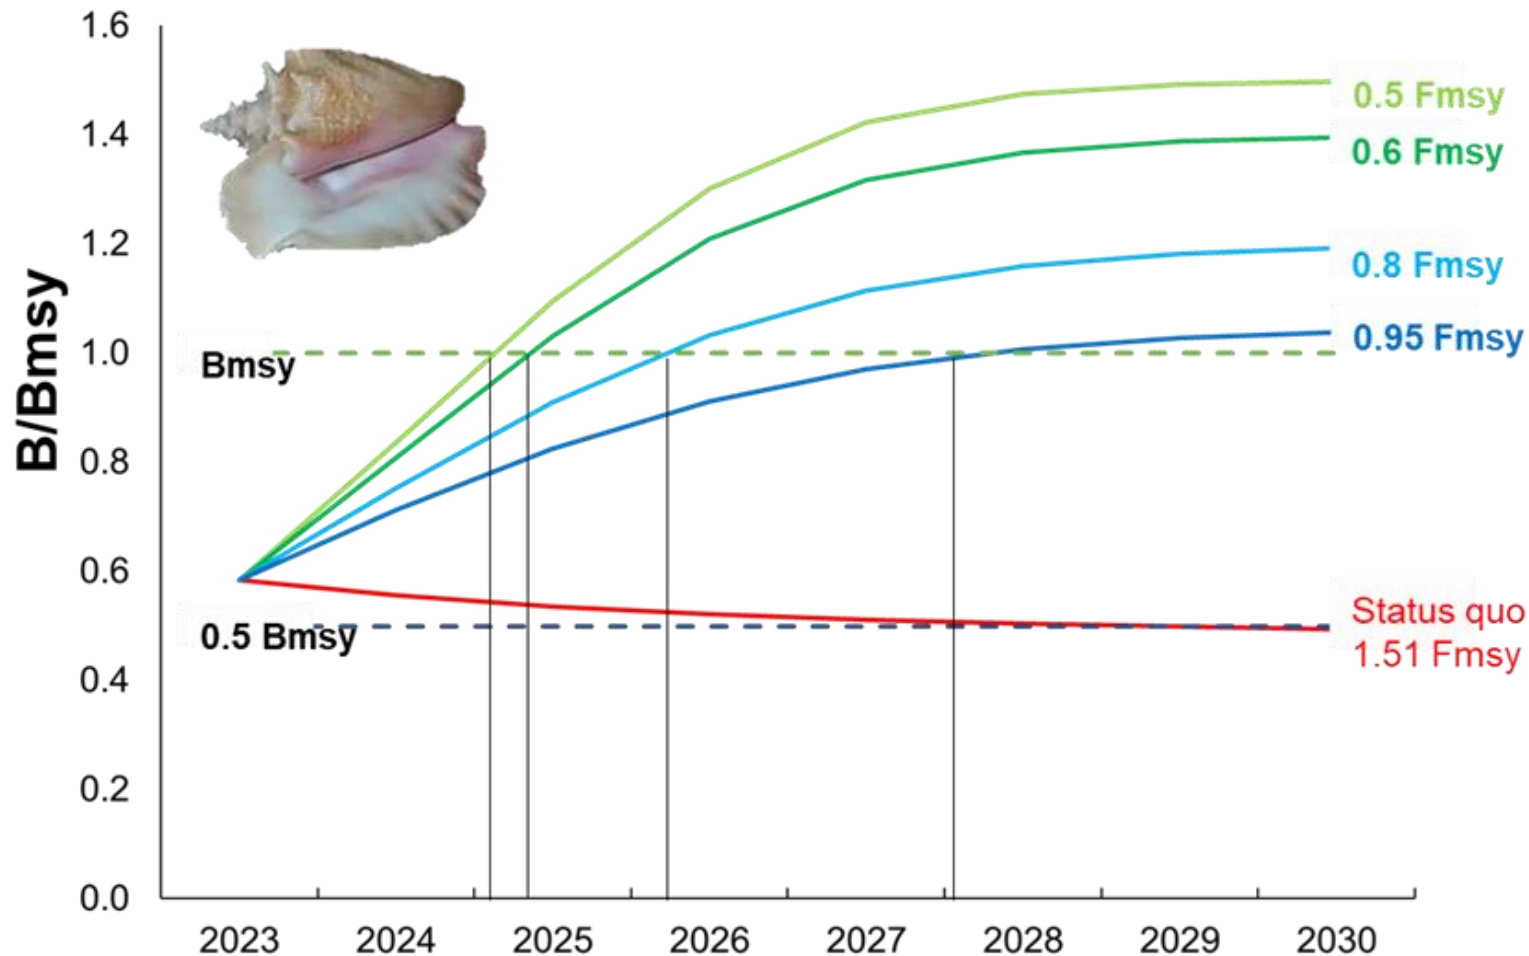 1.6
1.4
1.2
1.0
0.8
0.6
0.4
0.2
0.0
B/Bmsy
Bmsy
0.5 Bmsy
0.5 Fmsy
0.6 Fmsy
0.8 Fmsy
0.95 Fmsy
Status quo
1.51 Fmsy
2023 2024 2025 2026 2027 2028 2029 2030